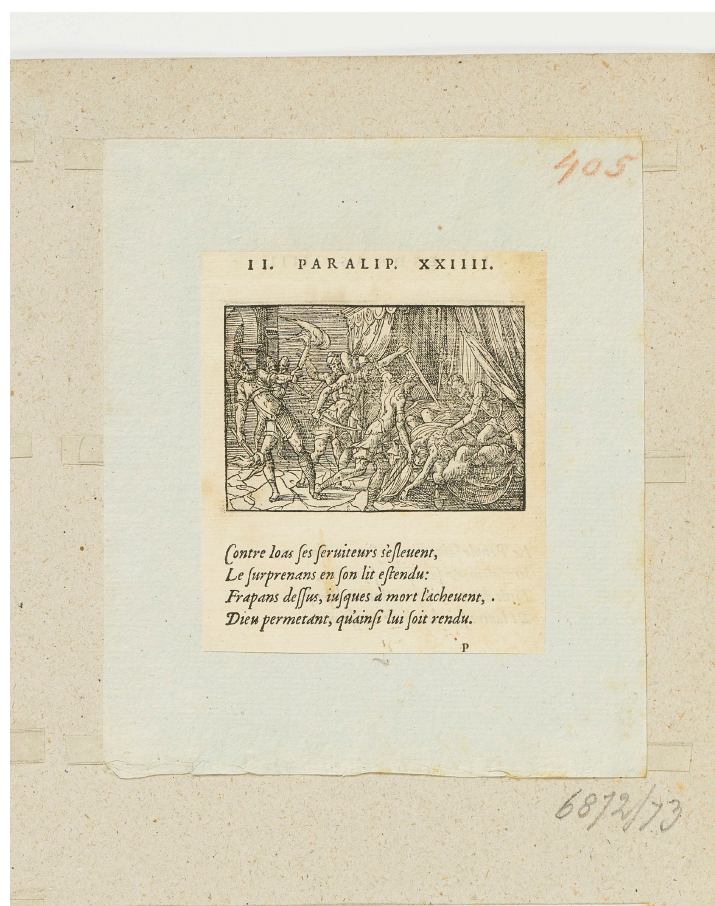 405
II. PARALIP. XXIIII.
Contre Ioas ſes ſeruiteurs s'eſleuent,
Le ſurprenans en ſon lit eſtendu:
Frapans deſſus, iuſques à mort l'acheuent,
Dieu permetant, qu'ainſi lui ſoit rendu.
P
6872/73